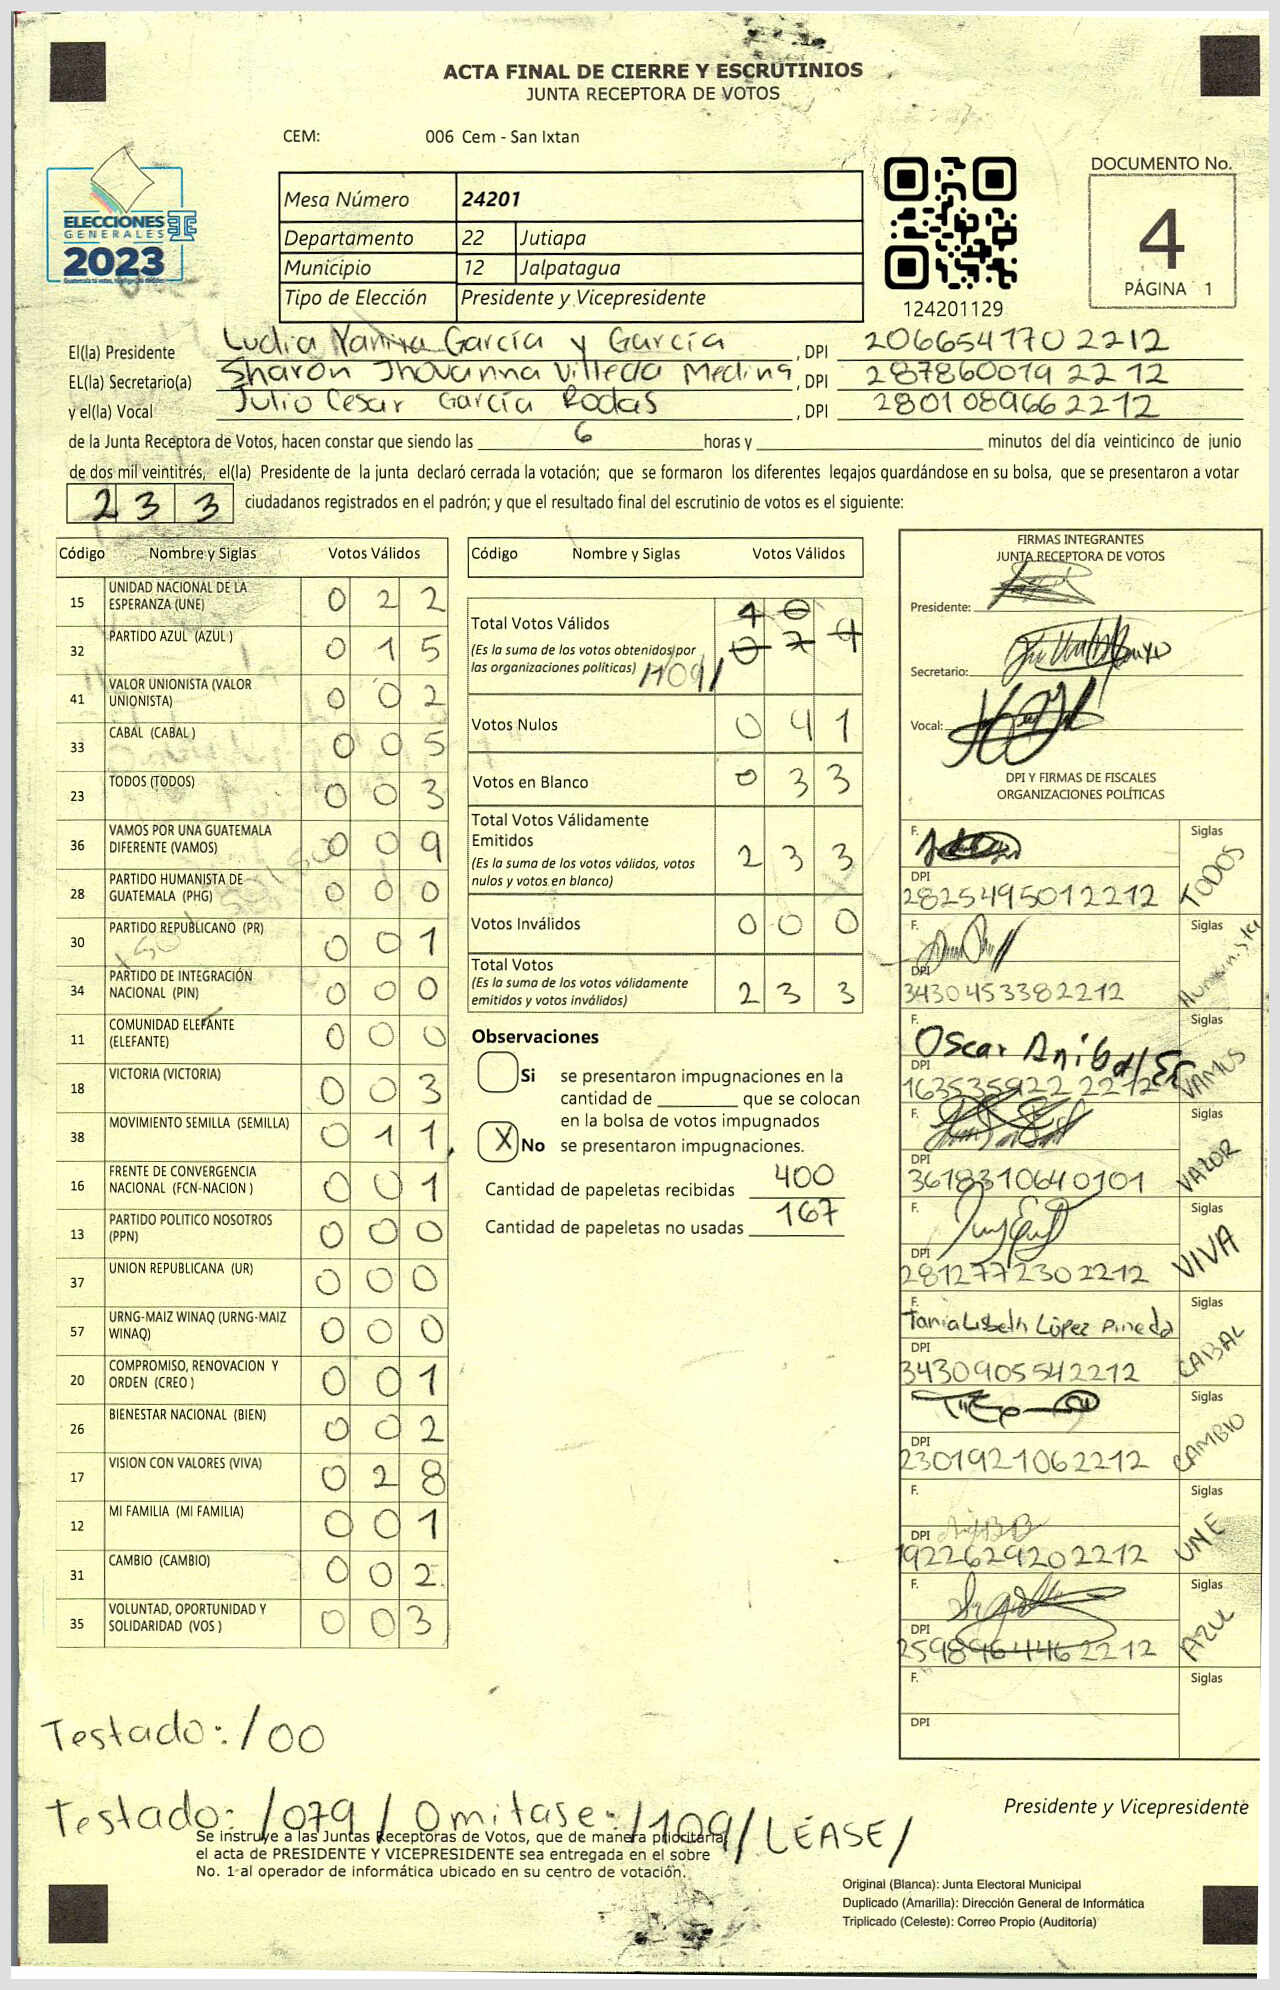 ACTA FINAL DE CIERRE Y ESCRUTINIOS
JUNTA RECEPTORA DE VOTOS
CEM: 006 Cem - San Ixtan
ELECCIONES
GENERALES
2023
Mesa Número 24201
Departamento 22 Jutiapa
Municipio 12 Jalpatagua
Tipo de Elección Presidente y Vicepresidente
124201129
DOCUMENTO No.
4
PÁGINA 1
El(la) Presidente Ludia Yanira García y García , DPI 2066541702212
EL(la) Secretario(a) Sharon Jhovanna Villeda Medina , DPI 2878600192212
y el(la) Vocal Julio Cesar García Rodas , DPI 2801089662212
de la Junta Receptora de Votos, hacen constar que siendo las 6 horas y minutos del día veinticinco de junio
de dos mil veintitrés, el(la) Presidente de la junta declaró cerrada la votación; que se formaron los diferentes legajos guardándose en su bolsa, que se presentaron a votar
233 ciudadanos registrados en el padrón; y que el resultado final del escrutinio de votos es el siguiente:
Código Nombre y Siglas Votos Válidos
15 UNIDAD NACIONAL DE LA ESPERANZA (UNE) 0 2 2
32 PARTIDO AZUL (AZUL ) 0 1 5
41 VALOR UNIONISTA (VALOR UNIONISTA) 0 0 2
33 CABAL (CABAL ) 0 0 5
23 TODOS (TODOS) 0 0 3
36 VAMOS POR UNA GUATEMALA DIFERENTE (VAMOS) 0 0 9
28 PARTIDO HUMANISTA DE GUATEMALA (PHG) 0 0 0
30 PARTIDO REPUBLICANO (PR) 0 0 1
34 PARTIDO DE INTEGRACIÓN NACIONAL (PIN) 0 0 0
11 COMUNIDAD ELEFANTE (ELEFANTE) 0 0 0
18 VICTORIA (VICTORIA) 0 0 3
38 MOVIMIENTO SEMILLA (SEMILLA) 0 1 1
16 FRENTE DE CONVERGENCIA NACIONAL (FCN-NACION ) 0 0 1
13 PARTIDO POLITICO NOSOTROS (PPN) 0 0 0
37 UNION REPUBLICANA (UR) 0 0 0
57 URNG-MAIZ WINAQ (URNG-MAIZ WINAQ) 0 0 0
20 COMPROMISO, RENOVACION Y ORDEN (CREO ) 0 0 1
26 BIENESTAR NACIONAL (BIEN) 0 0 2
17 VISION CON VALORES (VIVA) 0 2 8
12 MI FAMILIA (MI FAMILIA) 0 0 1
31 CAMBIO (CAMBIO) 0 0 2
35 VOLUNTAD, OPORTUNIDAD Y SOLIDARIDAD (VOS ) 0 0 3
Código Nombre y Siglas Votos Válidos
Total Votos Válidos
(Es la suma de los votos obtenidos por
las organizaciones políticas) /109/
Votos Nulos 0 4 1
Votos en Blanco 0 3 3
Total Votos Válidamente
Emitidos
(Es la suma de los votos válidos, votos
nulos y votos en blanco) 2 3 3
Votos Inválidos 0 0 0
Total Votos
(Es la suma de los votos válidamente
emitidos y votos inválidos) 2 3 3
Observaciones
Si se presentaron impugnaciones en la
cantidad de ________ que se colocan
en la bolsa de votos impugnados
X No se presentaron impugnaciones.
Cantidad de papeletas recibidas 400
Cantidad de papeletas no usadas 167
FIRMAS INTEGRANTES
JUNTA RECEPTORA DE VOTOS
Presidente:
Secretario:
Vocal:
DPI Y FIRMAS DE FISCALES
ORGANIZACIONES POLÍTICAS
F. Siglas TODOS
DPI 2825495012212
F. Siglas Humanista
DPI 3430453382212
F. Oscar Anibal Siglas VAMOS
DPI 1635359222212
F. Siglas VALOR
DPI 3618310640101
F. Siglas VIVA
DPI 2812772302212
F. Tania Lisbeth López Pineda Siglas CABAL
DPI 3430905542212
Siglas CAMBIO
DPI 2301921062212
F. Siglas UNE
DPI 1922629202212
F. Siglas AZUL
DPI 2598964462212
F. Siglas
DPI
Testado: /00
Testado: /079/ Omitase: /109/ LÉASE/
Presidente y Vicepresidente
Se instruye a las Juntas Receptoras de Votos, que de manera prioritaria,
el acta de PRESIDENTE Y VICEPRESIDENTE sea entregada en el sobre
No. 1 al operador de informática ubicado en su centro de votación.
Original (Blanca): Junta Electoral Municipal
Duplicado (Amarilla): Dirección General de Informática
Triplicado (Celeste): Correo Propio (Auditoría)